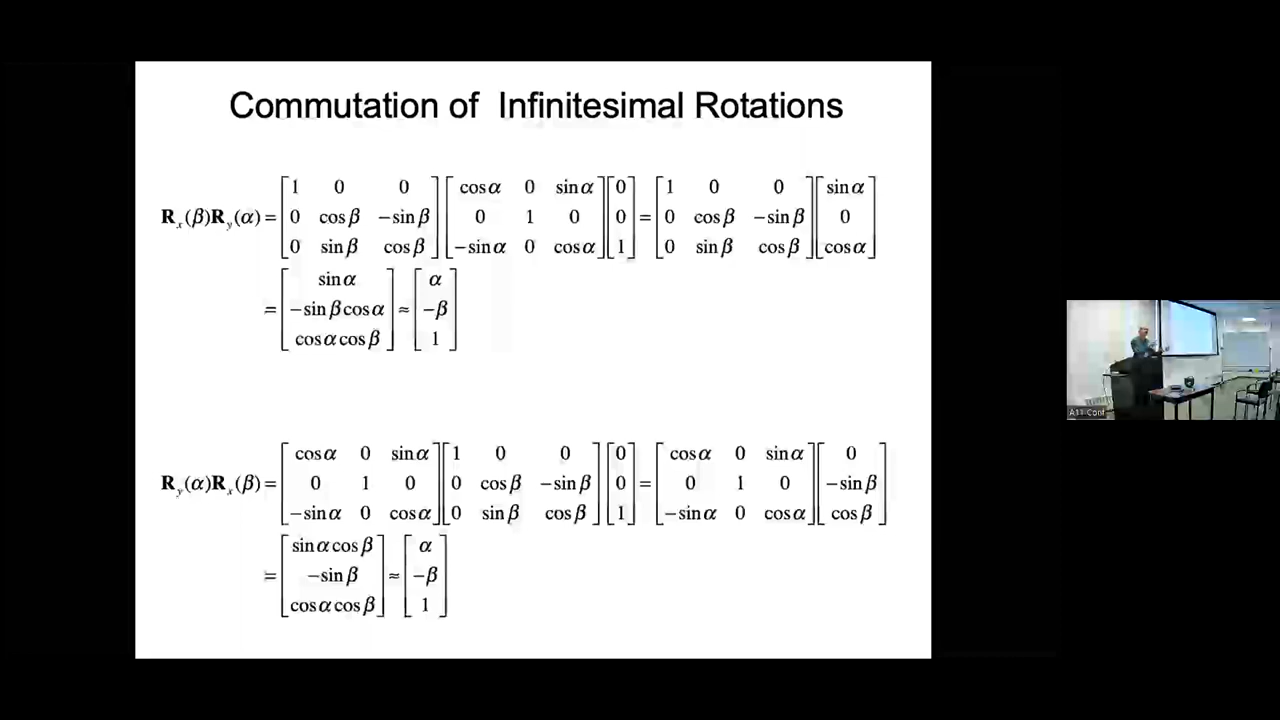 Commutation of Infinitesimal Rotations
R_x(β)R_y(α) = [1 0 0; 0 cosβ −sinβ; 0 sinβ cosβ] [cosα 0 sinα; 0 1 0; −sinα 0 cosα] [0; 0; 1] = [1 0 0; 0 cosβ −sinβ; 0 sinβ cosβ] [sinα; 0; cosα]
= [sinα; −sinβcosα; cosαcosβ] ≈ [α; −β; 1]
R_y(α)R_x(β) = [cosα 0 sinα; 0 1 0; −sinα 0 cosα] [1 0 0; 0 cosβ −sinβ; 0 sinβ cosβ] [0; 0; 1] = [cosα 0 sinα; 0 1 0; −sinα 0 cosα] [0; −sinβ; cosβ]
= [sinαcosβ; −sinβ; cosαcosβ] ≈ [α; −β; 1]
A11 Conf